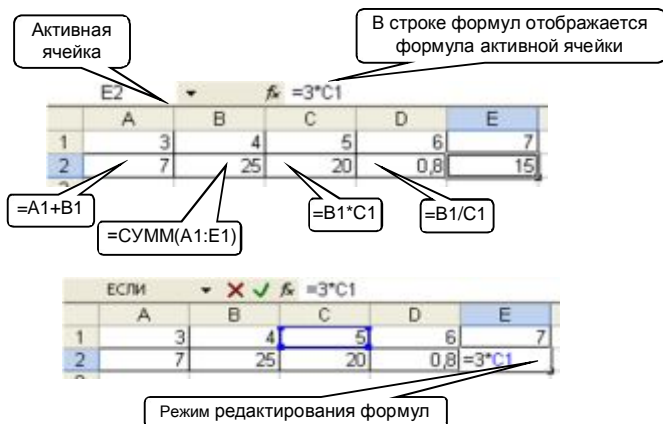 Активная
ячейка
В строке формул отображается
формула активной ячейки
E2 fx =3*C1
A B C D E
1 3 4 5 6 7
2 7 25 20 0,8 15
=A1+B1
=СУММ(A1:E1)
=B1*C1
=B1/C1
ЕСЛИ fx =3*C1
A B C D E
1 3 4 5 6 7
2 7 25 20 0,8 =3*C1
Режим редактирования формул